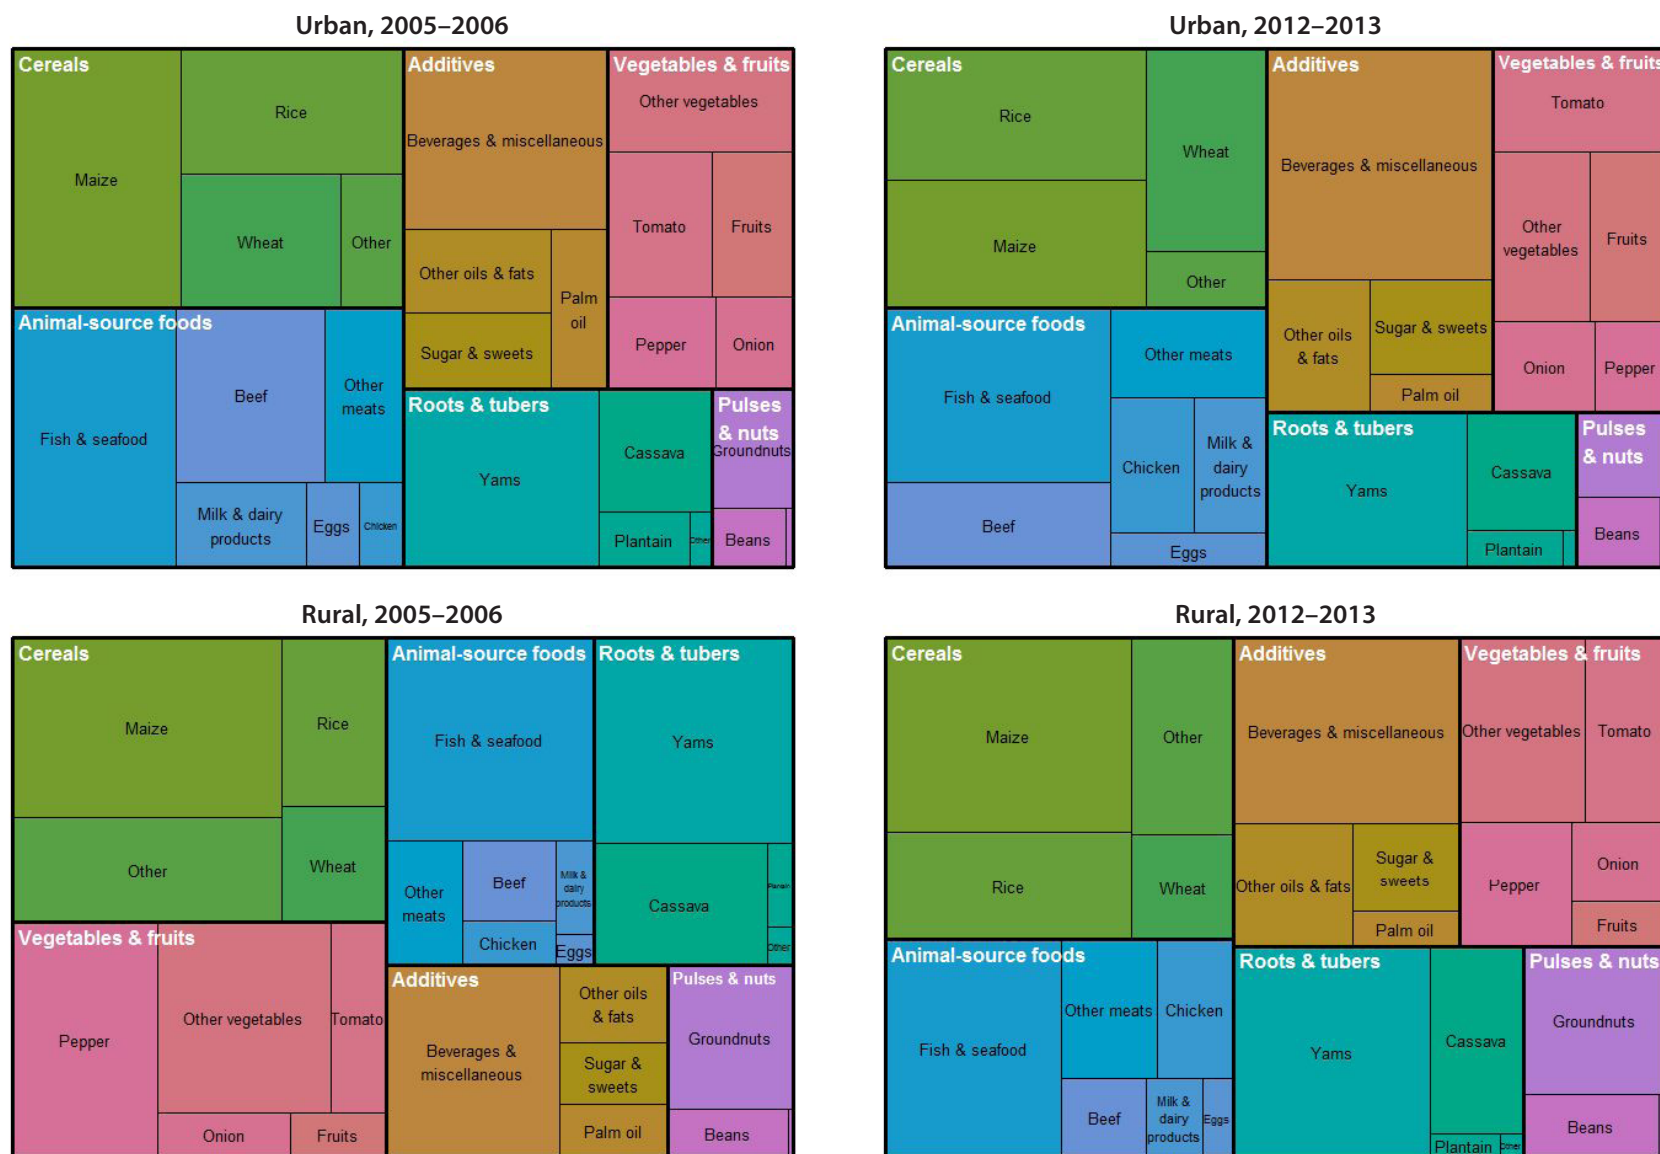 Urban, 2005–2006
Cereals
Rice
Maize
Wheat
Other
Additives
Beverages & miscellaneous
Other oils & fats
Palm
oil
Sugar & sweets
Vegetables & fruits
Other vegetables
Tomato
Fruits
Pepper
Onion
Animal-source foods
Beef
Other
meats
Fish & seafood
Milk & dairy
products
Eggs
Chicken
Roots & tubers
Cassava
Yams
Plantain
Other
Pulses
& nuts
Groundnuts
Beans
Urban, 2012–2013
Cereals
Rice
Wheat
Maize
Other
Additives
Beverages & miscellaneous
Other oils
& fats
Sugar & sweets
Palm oil
Vegetables & fruits
Tomato
Other
vegetables
Fruits
Onion
Pepper
Animal-source foods
Other meats
Fish & seafood
Chicken
Milk &
dairy
products
Beef
Eggs
Roots & tubers
Cassava
Yams
Plantain
Pulses
& nuts
Beans
Rural, 2005–2006
Cereals
Maize
Rice
Other
Wheat
Animal-source foods
Fish & seafood
Other
meats
Beef
Milk &
dairy
products
Chicken
Eggs
Roots & tubers
Yams
Cassava
Plantain
Other
Vegetables & fruits
Pepper
Other vegetables
Tomato
Onion
Fruits
Additives
Beverages &
miscellaneous
Other oils
& fats
Sugar &
sweets
Palm oil
Pulses & nuts
Groundnuts
Beans
Rural, 2012–2013
Cereals
Maize
Other
Rice
Wheat
Additives
Beverages & miscellaneous
Other oils & fats
Sugar &
sweets
Palm oil
Vegetables & fruits
Other vegetables
Tomato
Pepper
Onion
Fruits
Animal-source foods
Other meats
Chicken
Fish & seafood
Beef
Milk &
dairy
products
Eggs
Roots & tubers
Yams
Cassava
Plantain
Other
Pulses & nuts
Groundnuts
Beans